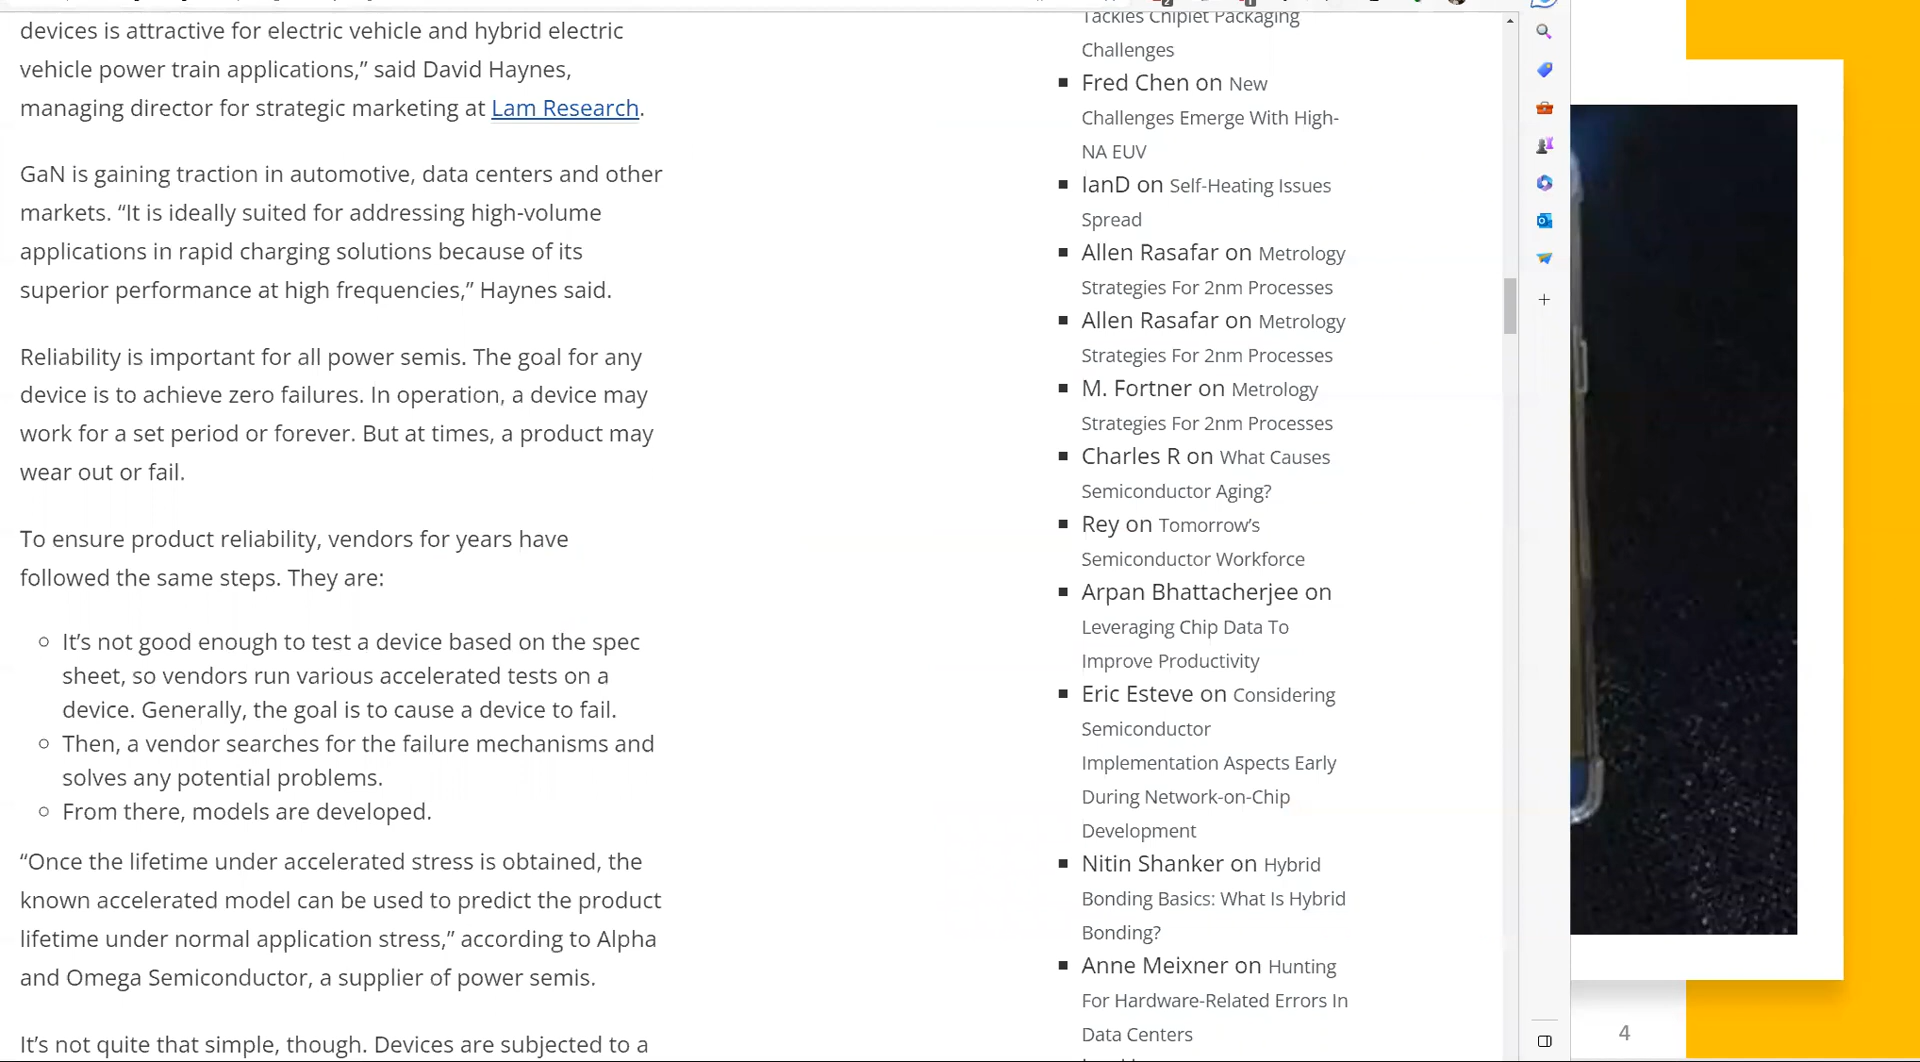 devices is attractive for electric vehicle and hybrid electric
vehicle power train applications,” said David Haynes,
managing director for strategic marketing at Lam Research.
GaN is gaining traction in automotive, data centers and other
markets. “It is ideally suited for addressing high-volume
applications in rapid charging solutions because of its
superior performance at high frequencies,” Haynes said.
Reliability is important for all power semis. The goal for any
device is to achieve zero failures. In operation, a device may
work for a set period or forever. But at times, a product may
wear out or fail.
To ensure product reliability, vendors for years have
followed the same steps. They are:
It’s not good enough to test a device based on the spec
sheet, so vendors run various accelerated tests on a
device. Generally, the goal is to cause a device to fail.
Then, a vendor searches for the failure mechanisms and
solves any potential problems.
From there, models are developed.
“Once the lifetime under accelerated stress is obtained, the
known accelerated model can be used to predict the product
lifetime under normal application stress,” according to Alpha
and Omega Semiconductor, a supplier of power semis.
It’s not quite that simple, though. Devices are subjected to a
Tackles Chiplet Packaging
Challenges
Fred Chen on New
Challenges Emerge With High-
NA EUV
IanD on Self-Heating Issues
Spread
Allen Rasafar on Metrology
Strategies For 2nm Processes
Allen Rasafar on Metrology
Strategies For 2nm Processes
M. Fortner on Metrology
Strategies For 2nm Processes
Charles R on What Causes
Semiconductor Aging?
Rey on Tomorrow’s
Semiconductor Workforce
Arpan Bhattacherjee on
Leveraging Chip Data To
Improve Productivity
Eric Esteve on Considering
Semiconductor
Implementation Aspects Early
During Network-on-Chip
Development
Nitin Shanker on Hybrid
Bonding Basics: What Is Hybrid
Bonding?
Anne Meixner on Hunting
For Hardware-Related Errors In
Data Centers
4